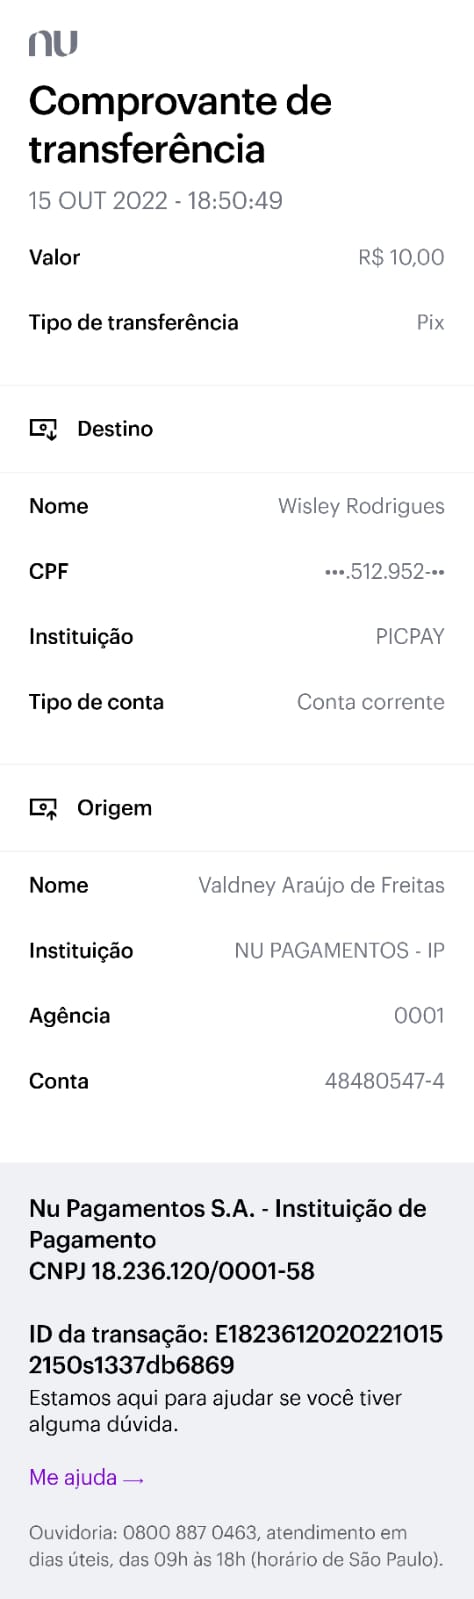 nu
Comprovante de
transferência
15 OUT 2022 - 18:50:49
Valor R$ 10,00
Tipo de transferência Pix
Destino
Nome Wisley Rodrigues
CPF •••.512.952-••
Instituição PICPAY
Tipo de conta Conta corrente
Origem
Nome Valdney Araújo de Freitas
Instituição NU PAGAMENTOS - IP
Agência 0001
Conta 48480547-4
Nu Pagamentos S.A. - Instituição de
Pagamento
CNPJ 18.236.120/0001-58
ID da transação: E1823612020221015
2150s1337db6869
Estamos aqui para ajudar se você tiver
alguma dúvida.
Me ajuda →
Ouvidoria: 0800 887 0463, atendimento em
dias úteis, das 09h às 18h (horário de São Paulo).